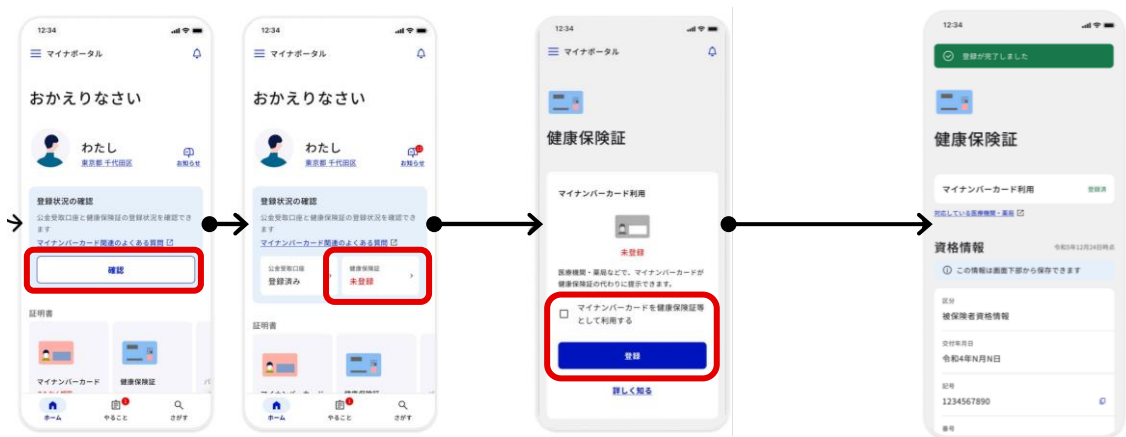 12:34
マイナポータル
おかえりなさい
わたし
東京都 千代田区
お知らせ
登録状況の確認
公金受取口座と健康保険証の登録状況を確認でき
ます
マイナンバーカード関連のよくある質問
確認
証明書
マイナンバーカード
健康保険証
ホーム
やること
さがす
12:34
マイナポータル
おかえりなさい
わたし
東京都 千代田区
お知らせ
登録状況の確認
公金受取口座と健康保険証の登録状況を確認でき
ます
マイナンバーカード関連のよくある質問
公金受取口座
登録済み
健康保険証
未登録
証明書
ホーム
やること
さがす
12:34
マイナポータル
健康保険証
マイナンバーカード利用
未登録
医療機関・薬局などで、マイナンバーカードが
健康保険証の代わりに提示できます。
マイナンバーカードを健康保険証等
として利用する
登録
詳しく知る
12:34
登録が完了しました
健康保険証
マイナンバーカード利用
登録済
対応している医療機関・薬局
資格情報
令和5年12月24日時点
この情報は画面下部から保存できます
区分
被保険者資格情報
交付年月日
令和4年N月N日
記号
1234567890
番号